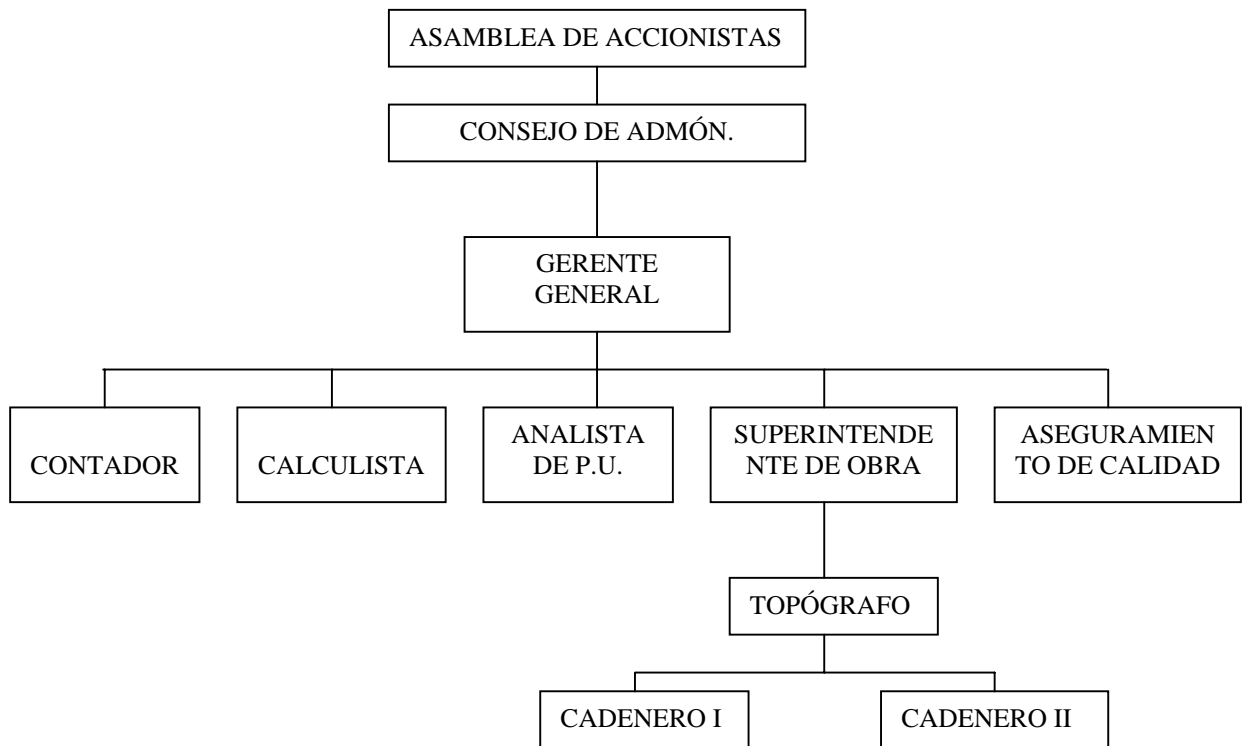 ASAMBLEA DE ACCIONISTAS
CONSEJO DE ADMÓN.
GERENTE
GENERAL
CONTADOR
CALCULISTA
ANALISTA
DE P.U.
SUPERINTENDE
NTE DE OBRA
ASEGURAMIEN
TO DE CALIDAD
TOPÓGRAFO
CADENERO I
CADENERO II